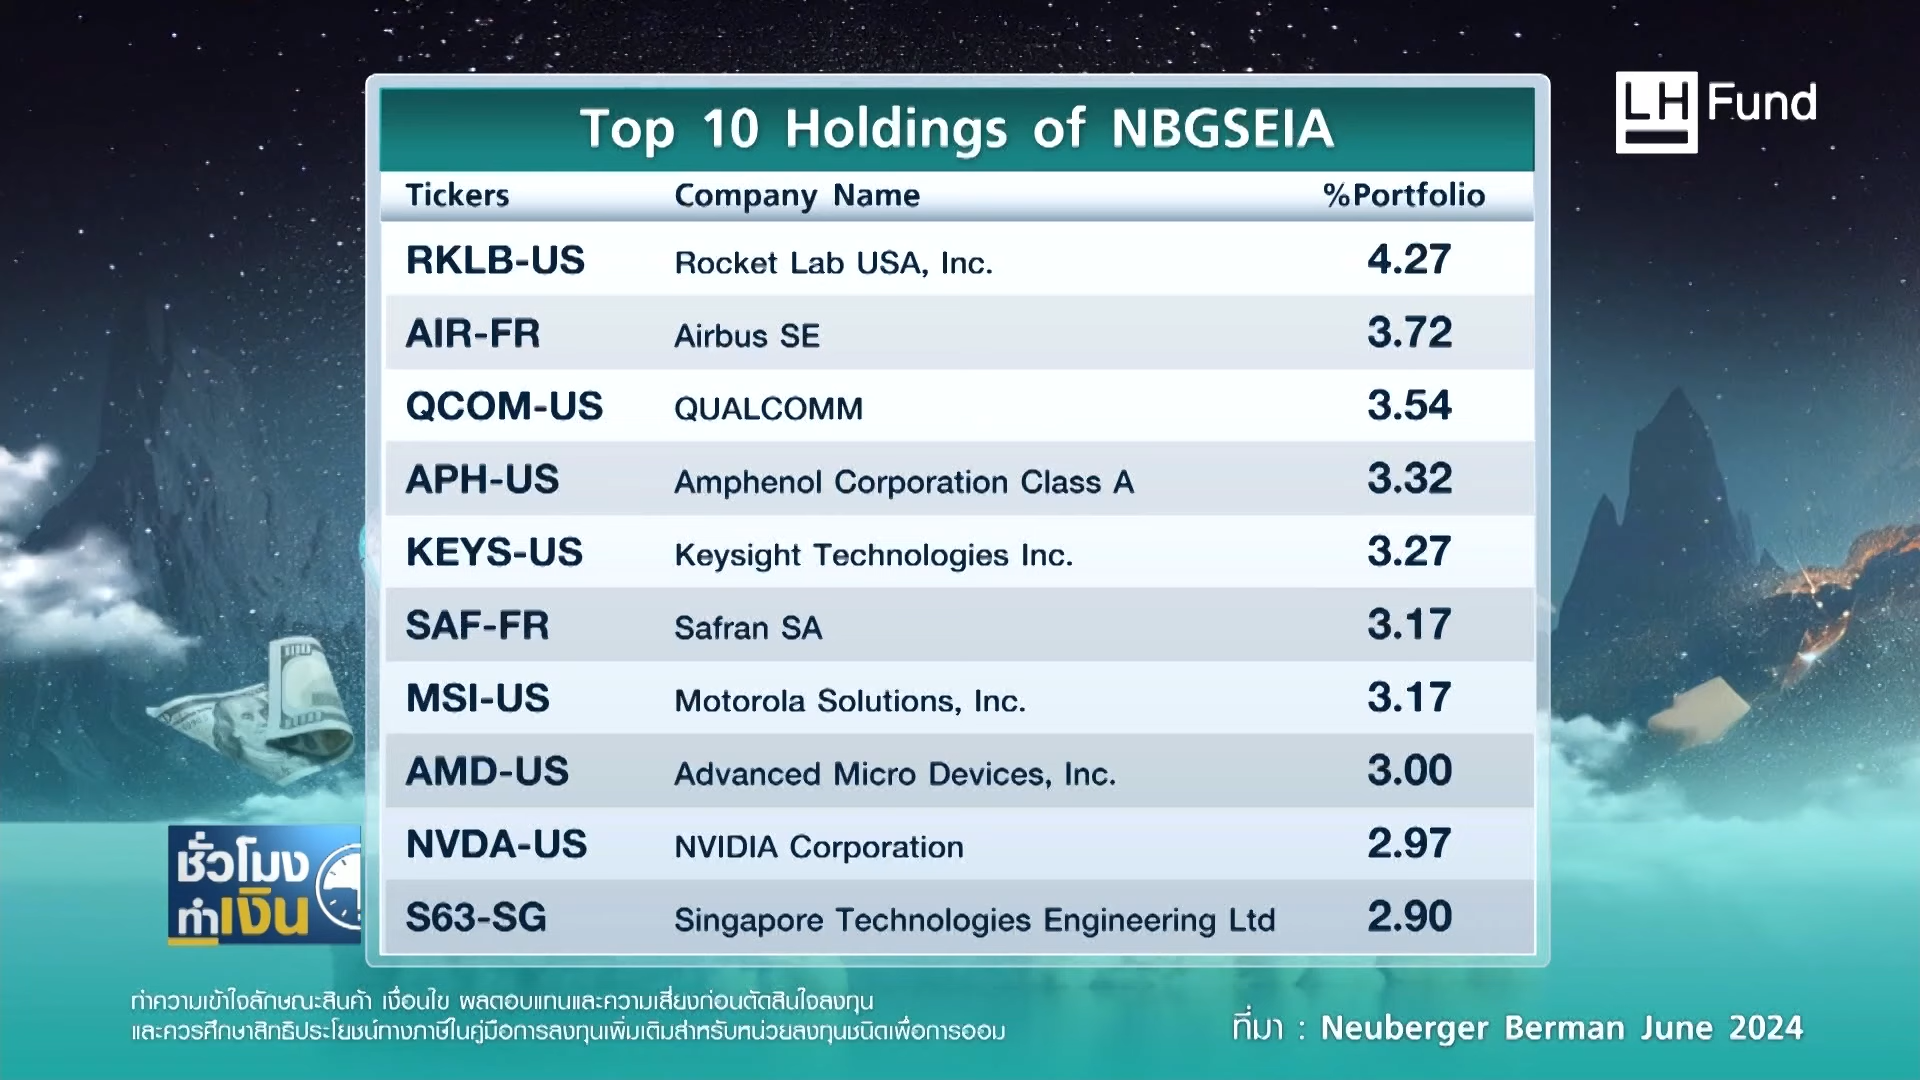 LH Fund
Top 10 Holdings of NBGSEIA
Tickers Company Name %Portfolio
RKLB-US Rocket Lab USA, Inc. 4.27
AIR-FR Airbus SE 3.72
QCOM-US QUALCOMM 3.54
APH-US Amphenol Corporation Class A 3.32
KEYS-US Keysight Technologies Inc. 3.27
SAF-FR Safran SA 3.17
MSI-US Motorola Solutions, Inc. 3.17
AMD-US Advanced Micro Devices, Inc. 3.00
NVDA-US NVIDIA Corporation 2.97
S63-SG Singapore Technologies Engineering Ltd 2.90
ชั่วโมง
ทำเงิน
ทำความเข้าใจลักษณะสินค้า เงื่อนไข ผลตอบแทนและความเสี่ยงก่อนตัดสินใจลงทุน
และควรศึกษาสิทธิประโยชน์ทางภาษีในคู่มือการลงทุนเพิ่มเติมสำหรับหน่วยลงทุนชนิดเพื่อการออม
ที่มา : Neuberger Berman June 2024